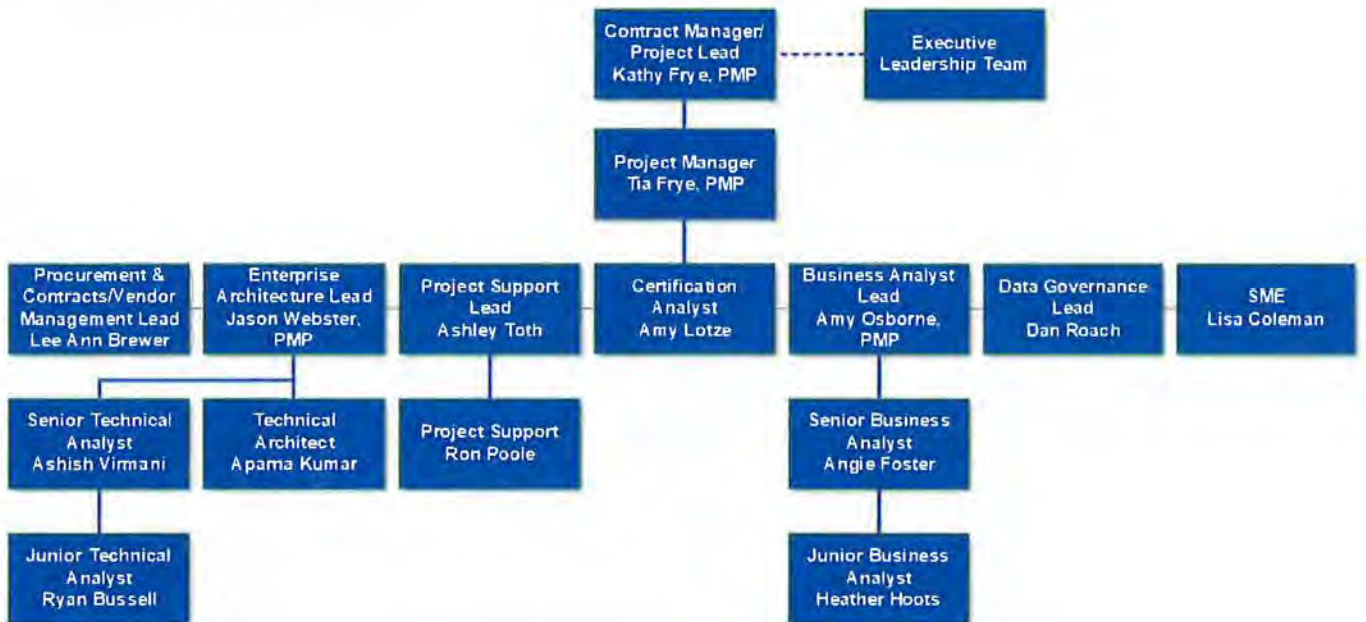 Contract Manager/
Project Lead
Kathy Frye, PMP
Executive
Leadership Team
Project Manager
Tia Frye, PMP
Procurement &
Contracts/Vendor
Management Lead
Lee Ann Brewer
Enterprise
Architecture Lead
Jason Webster,
PMP
Project Support
Lead
Ashley Toth
Certification
Analyst
Amy Lotze
Business Analyst
Lead
Amy Osborne,
PMP
Data Governance
Lead
Dan Roach
SME
Lisa Coleman
Senior Technical
Analyst
Ashish Virmani
Technical
Architect
Aparna Kumar
Project Support
Ron Poole
Senior Business
Analyst
Angie Foster
Junior Technical
Analyst
Ryan Bussell
Junior Business
Analyst
Heather Hoots